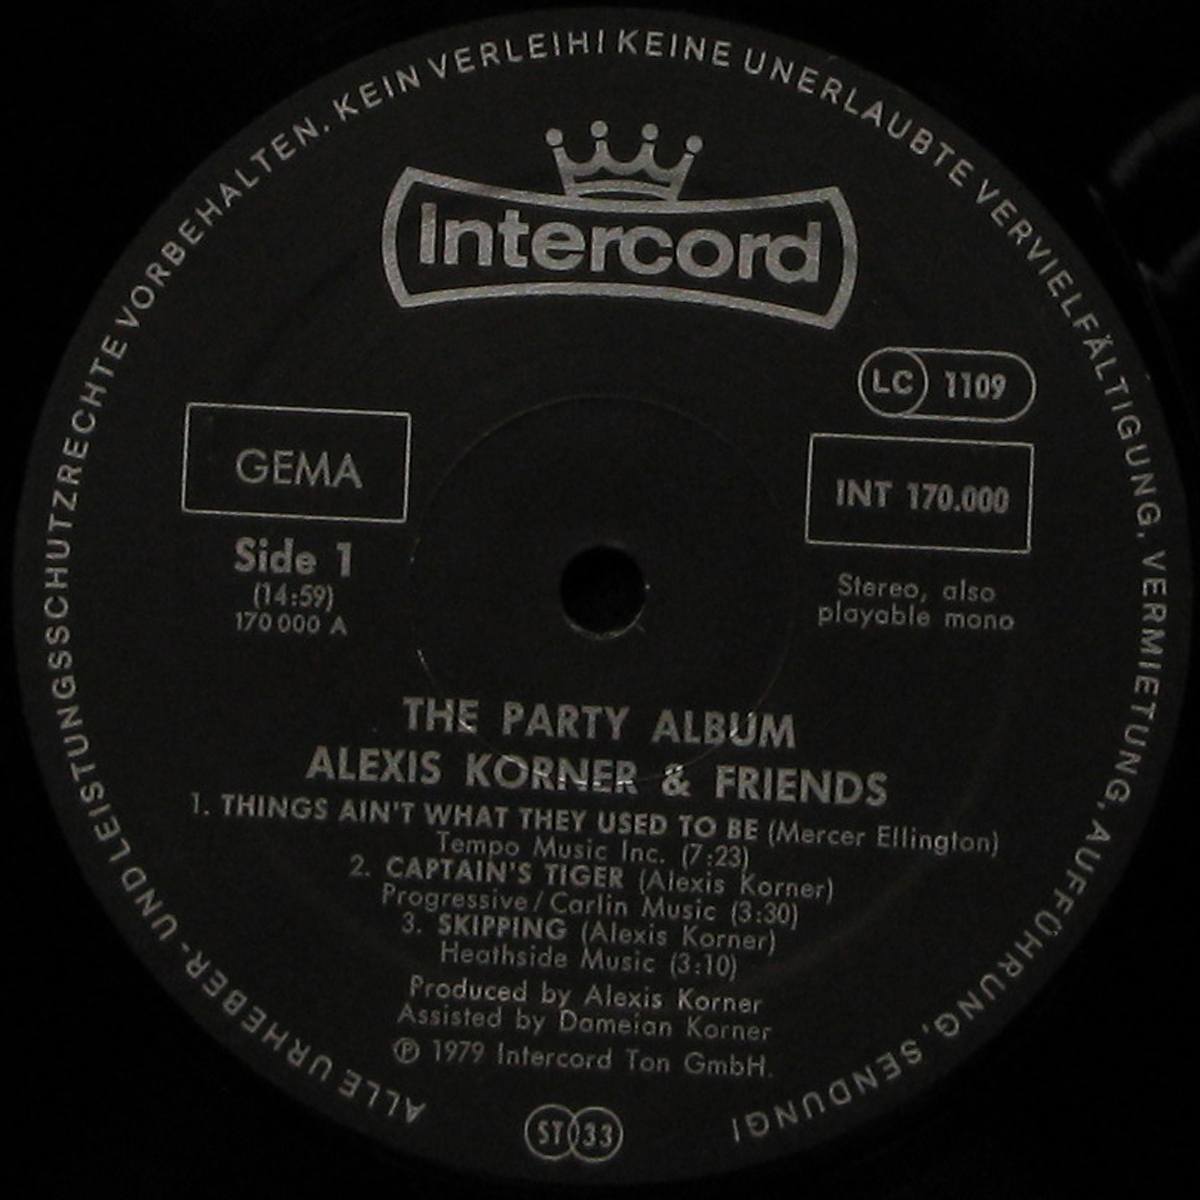 ALLE URHEBER- UND LEISTUNGSSCHUTZRECHTE VORBEHALTEN. KEIN VERLEIH! KEINE UNERLAUBTE VERVIELFÄLTIGUNG, VERMIETUNG, AUFFÜHRUNG, SENDUNG!
Intercord
LC 1109
GEMA
INT 170.000
Side 1
(14:59)
170 000 A
Stereo, also
playable mono
THE PARTY ALBUM
ALEXIS KORNER & FRIENDS
1. THINGS AIN'T WHAT THEY USED TO BE (Mercer Ellington)
Tempo Music Inc. (7:23)
2. CAPTAIN'S TIGER (Alexis Korner)
Progressive/Carlin Music (3:30)
3. SKIPPING (Alexis Korner)
Heathside Music (3:10)
Produced by Alexis Korner
Assisted by Dameian Korner
℗ 1979 Intercord Ton GmbH.
ST 33